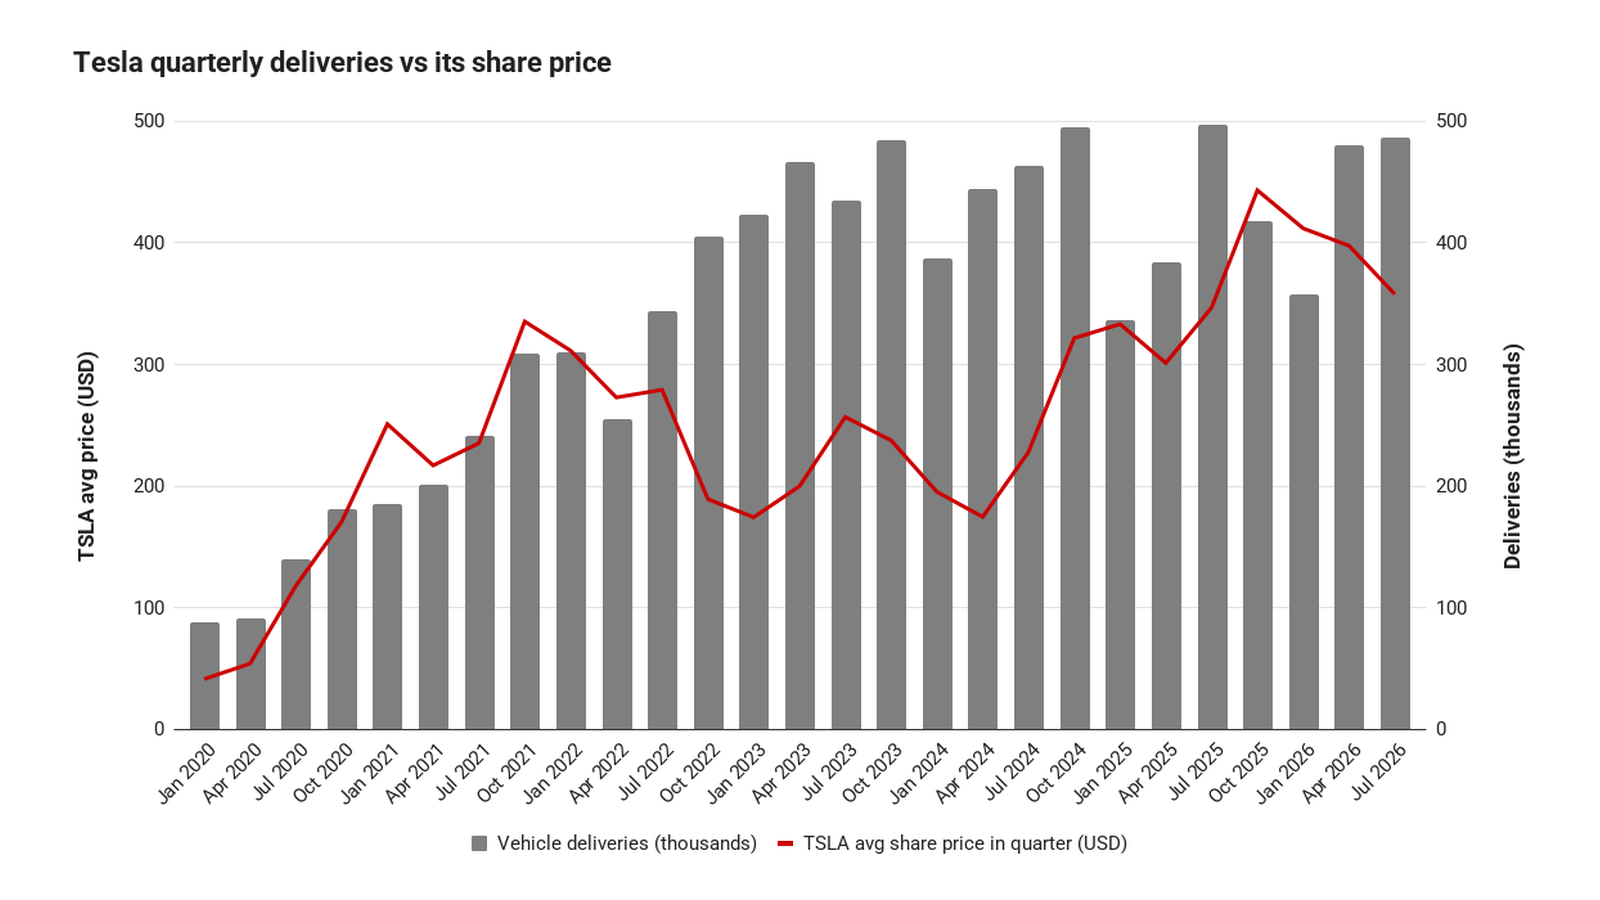 Tesla quarterly deliveries vs its share price
TSLA avg price (USD)
500
400
300
200
100
0
500
400
300
200
100
0
Deliveries (thousands)
Jan 2020
Apr 2020
Jul 2020
Oct 2020
Jan 2021
Apr 2021
Jul 2021
Oct 2021
Jan 2022
Apr 2022
Jul 2022
Oct 2022
Jan 2023
Apr 2023
Jul 2023
Oct 2023
Jan 2024
Apr 2024
Jul 2024
Oct 2024
Jan 2025
Apr 2025
Jul 2025
Oct 2025
Jan 2026
Apr 2026
Jul 2026
Vehicle deliveries (thousands)
TSLA avg share price in quarter (USD)